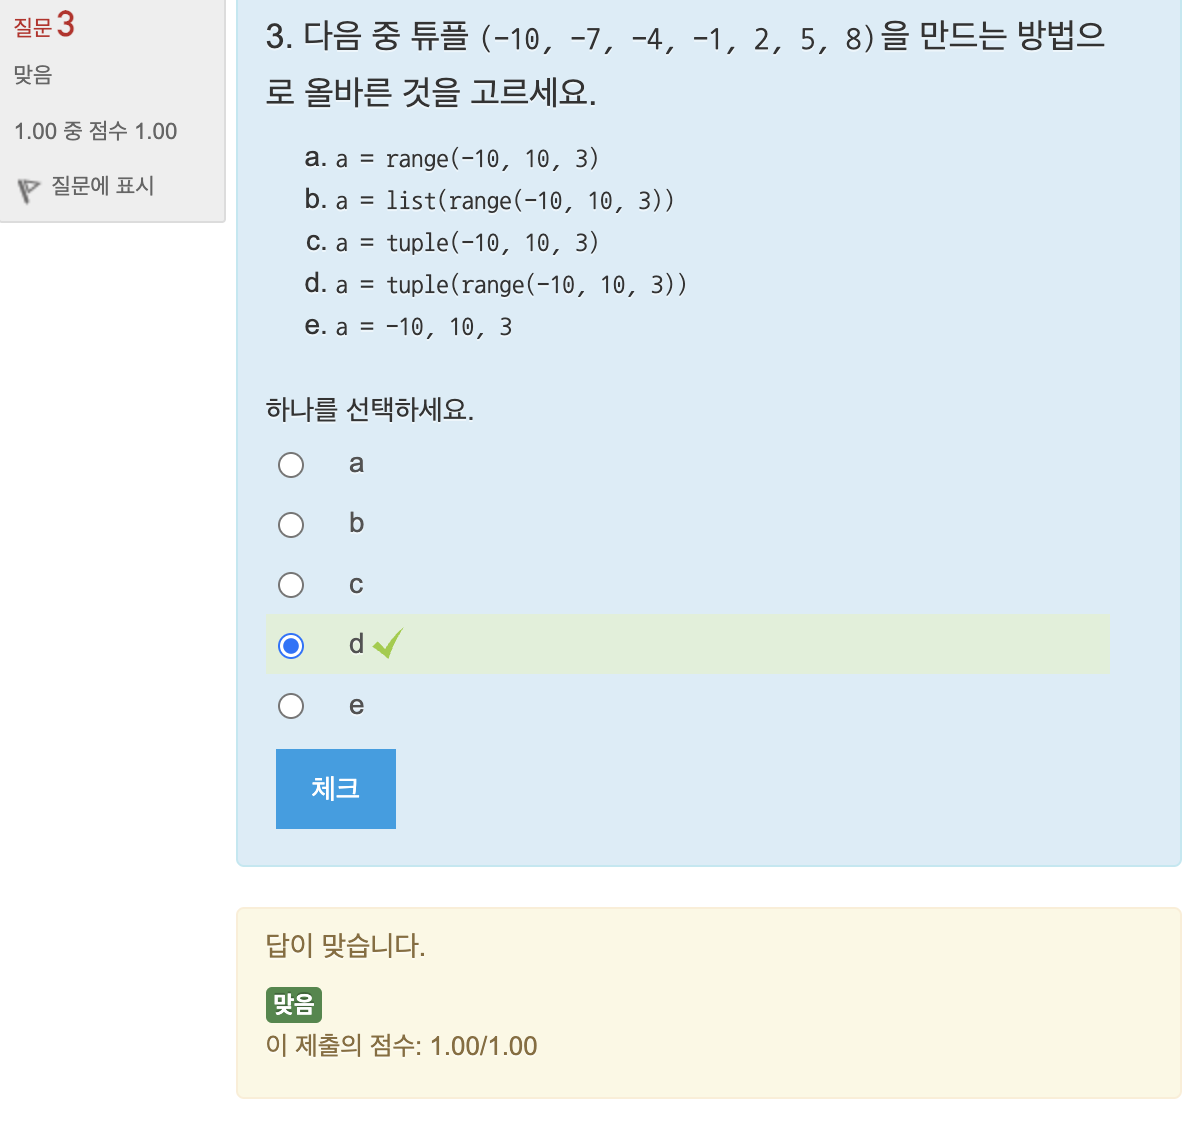 질문 3
맞음
1.00 중 점수 1.00
질문에 표시
3. 다음 중 튜플 (-10, -7, -4, -1, 2, 5, 8)을 만드는 방법으
로 올바른 것을 고르세요.
a. a = range(-10, 10, 3)
b. a = list(range(-10, 10, 3))
c. a = tuple(-10, 10, 3)
d. a = tuple(range(-10, 10, 3))
e. a = -10, 10, 3
하나를 선택하세요.
a
b
c
d
e
체크
답이 맞습니다.
맞음
이 제출의 점수: 1.00/1.00